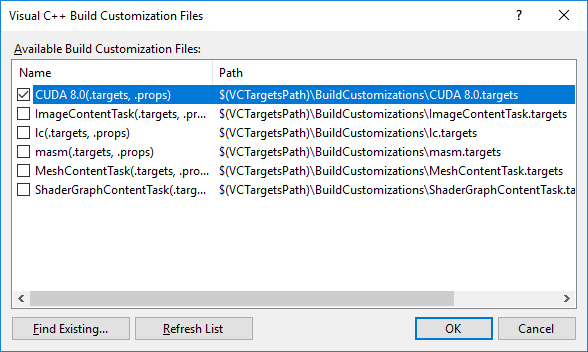 Visual C++ Build Customization Files
Available Build Customization Files:
Name Path
CUDA 8.0(.targets, .props) $(VCTargetsPath)\BuildCustomizations\CUDA 8.0.targets
ImageContentTask(.targets, .pr... $(VCTargetsPath)\BuildCustomizations\ImageContentTask.targets
lc(.targets, .props) $(VCTargetsPath)\BuildCustomizations\lc.targets
masm(.targets, .props) $(VCTargetsPath)\BuildCustomizations\masm.targets
MeshContentTask(.targets, .pro... $(VCTargetsPath)\BuildCustomizations\MeshContentTask.targets
ShaderGraphContentTask(.targ... $(VCTargetsPath)\BuildCustomizations\ShaderGraphContentTask.ta
Find Existing... Refresh List OK Cancel